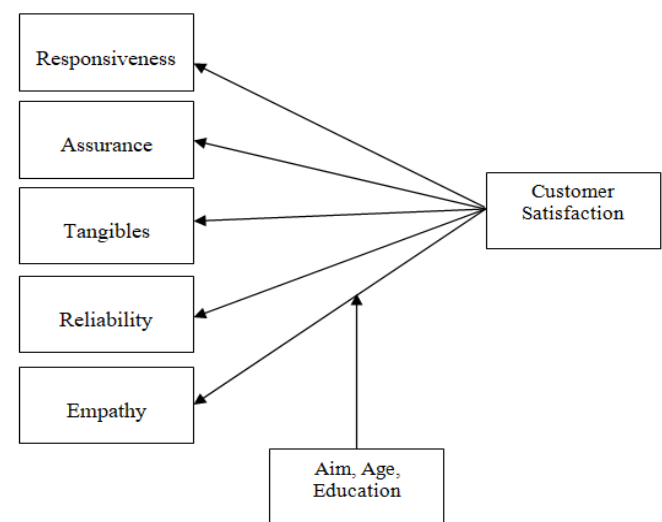 Responsiveness
Assurance
Customer
Satisfaction
Tangibles
Reliability
Empathy
Aim, Age,
Education